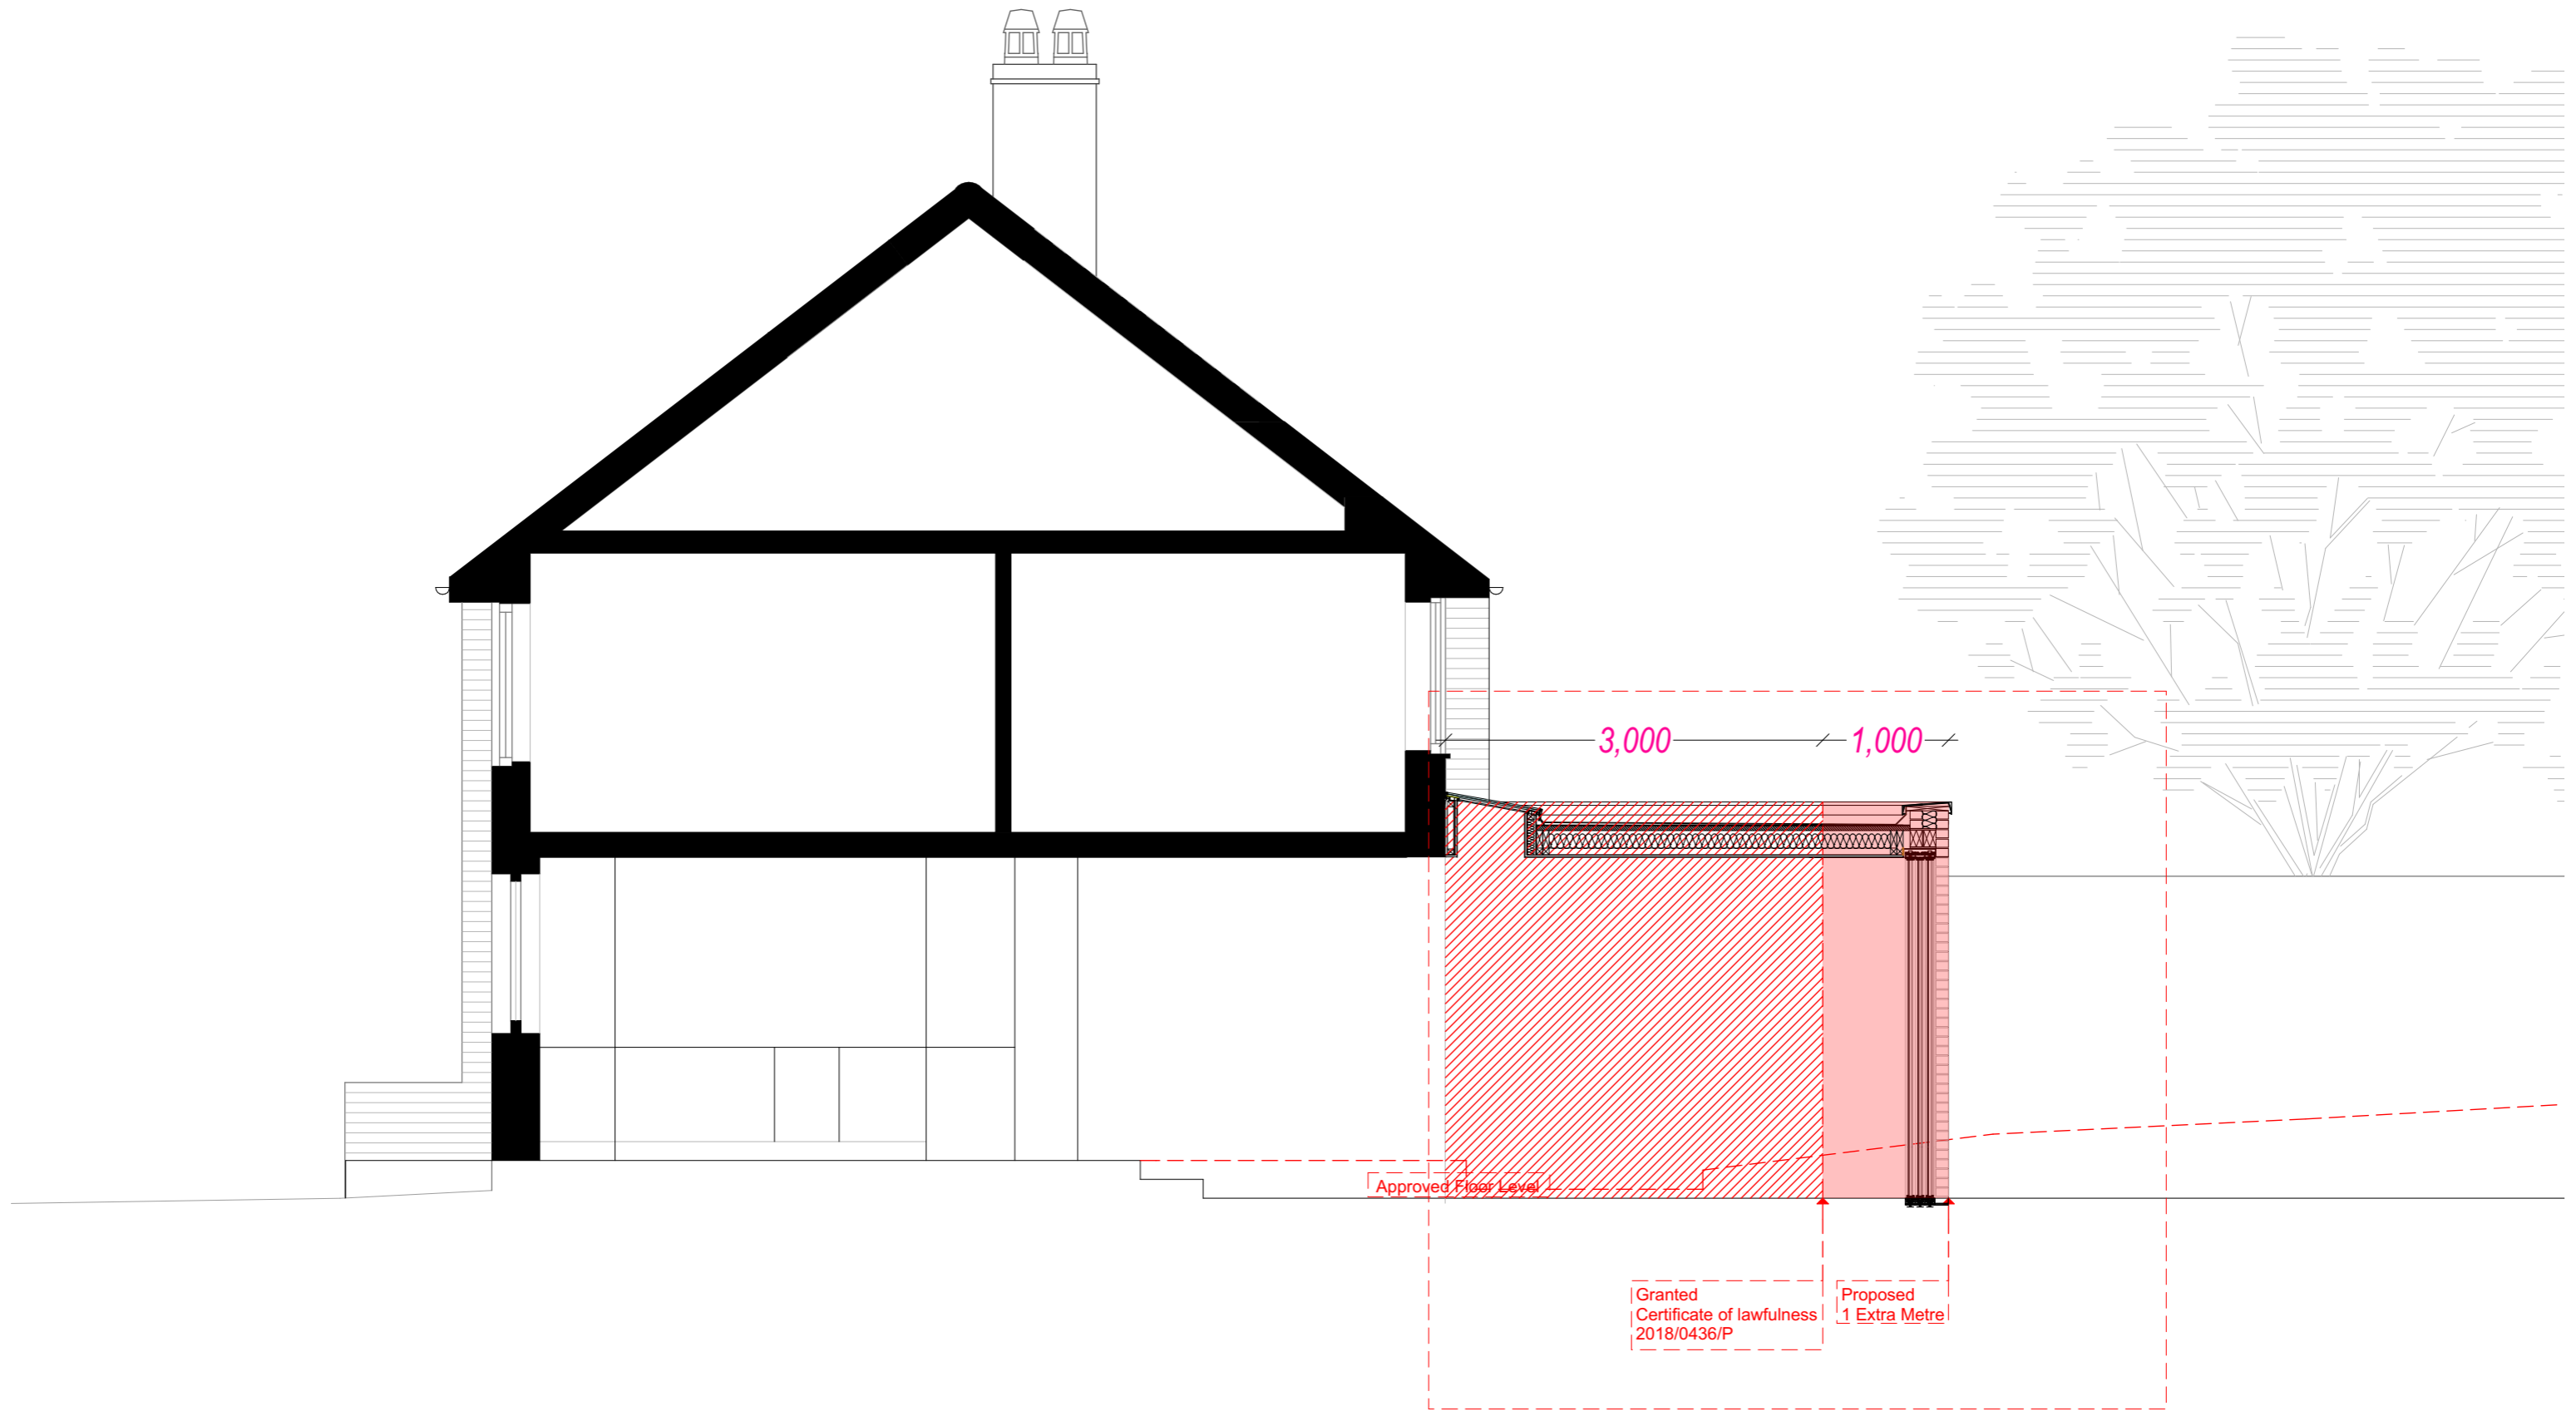 3,000
1,000
Approved Floor Level
Granted
Certificate of lawfulness
2018/0436/P
Proposed
1 Extra Metre